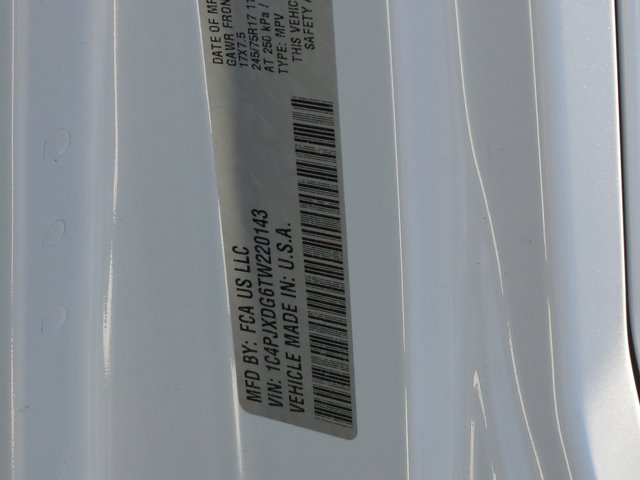 MFD BY: FCA US LLC
DATE OF MF
GAWR FRON
VIN: 1C4PJXDG6TW220143
17X7.5
245/75R17 1
VEHICLE MADE IN: U.S.A.
AT 250 kPa /
TYPE: MPV
THIS VEHIC
SAFETY